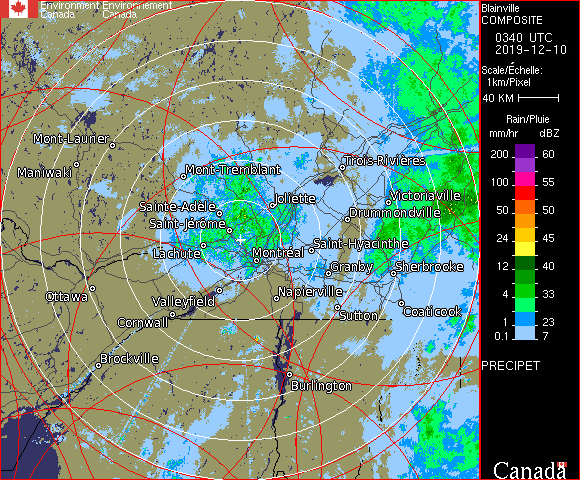 Environment Environnement
Canada Canada
Blainville
COMPOSITE
0340 UTC
2019-12-10
Scale/Échelle:
1km/Pixel
40 KM
Rain/Pluie
mm/hr dBZ
200 60
100 55
50 50
24 45
12 40
4 33
1 23
0.1 7
PRECIPET
Canada
Mont-Laurier
Maniwaki
Mont-Tremblant
Trois-Rivières
Joliette
Victoriaville
Sainte-Adèle
Drummondville
Saint-Jérôme
Lachute
Montréal
Saint-Hyacinthe
Granby
Sherbrooke
Ottawa
Valleyfield
Napierville
Cornwall
Sutton
Coaticook
Brockville
Burlington